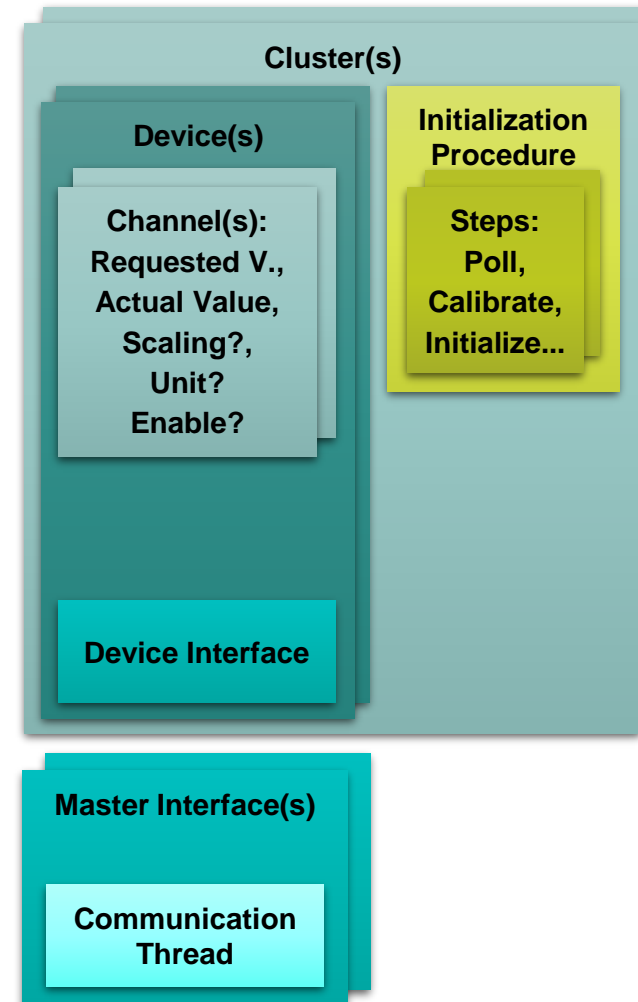 Cluster(s)
Device(s)
Channel(s):
Requested V.,
Actual Value,
Scaling?,
Unit?
Enable?
Device Interface
Initialization
Procedure
Steps:
Poll,
Calibrate,
Initialize...
Master Interface(s)
Communication
Thread